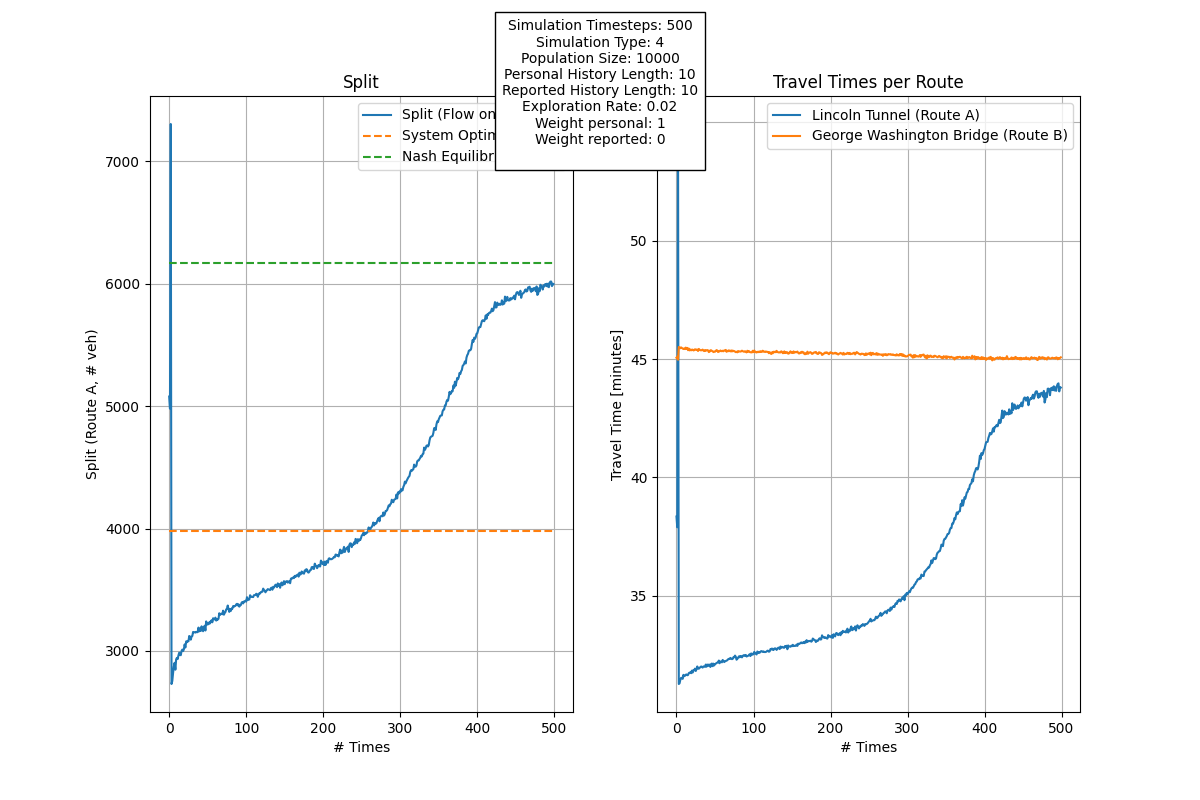 Simulation Timesteps: 500
Simulation Type: 4
Population Size: 10000
Personal History Length: 10
Reported History Length: 10
Exploration Rate: 0.02
Weight personal: 1
Weight reported: 0
Split
Split (Flow on
System Optim
Nash Equilibr
7000
6000
5000
4000
3000
Split (Route A, # veh)
0
100
200
300
400
500
# Times
Travel Times per Route
Lincoln Tunnel (Route A)
George Washington Bridge (Route B)
50
45
40
35
Travel Time [minutes]
0
100
200
300
400
500
# Times